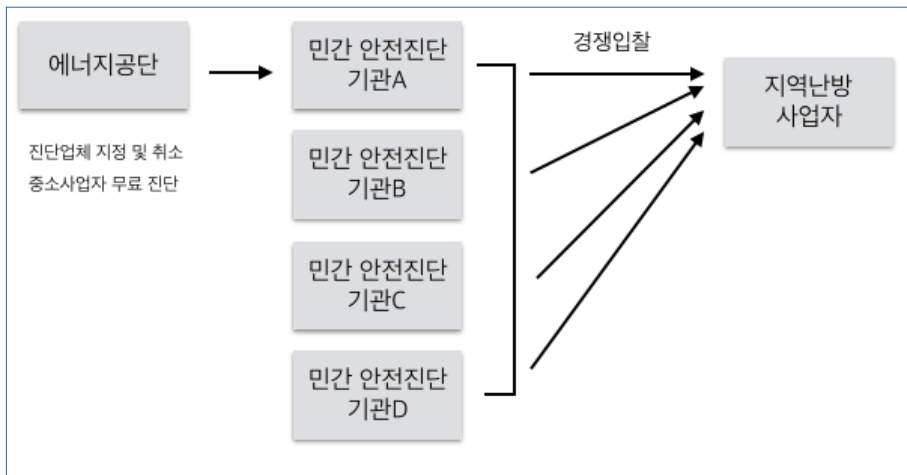 에너지공단
진단업체 지정 및 취소
중소사업자 무료 진단
민간 안전진단
기관A
민간 안전진단
기관B
민간 안전진단
기관C
민간 안전진단
기관D
경쟁입찰
지역난방
사업자